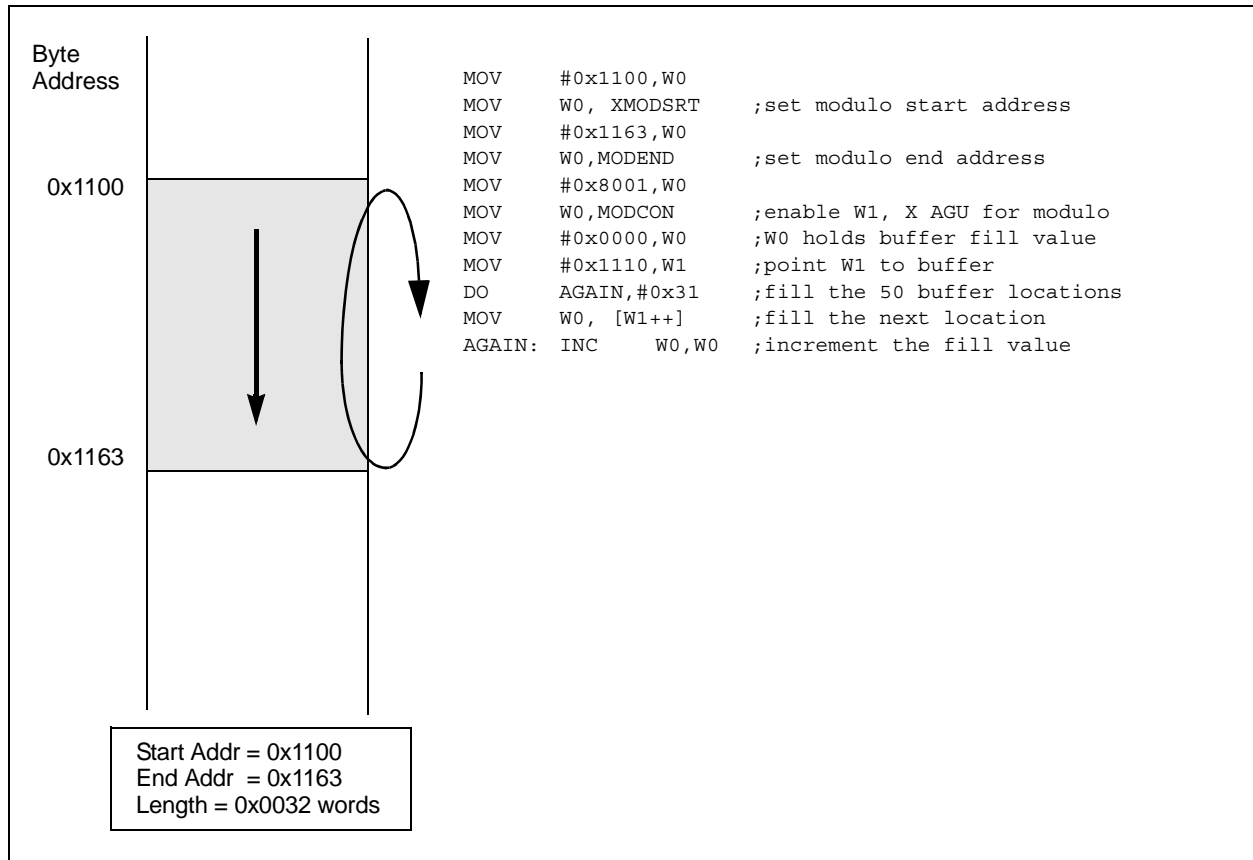 Byte
Address
MOV #0x1100,W0
MOV W0, XMODSRT ;set modulo start address
MOV #0x1163,W0
MOV W0,MODEND ;set modulo end address
MOV #0x8001,W0
MOV W0,MODCON ;enable W1, X AGU for modulo
MOV #0x0000,W0 ;W0 holds buffer fill value
MOV #0x1110,W1 ;point W1 to buffer
DO AGAIN,#0x31 ;fill the 50 buffer locations
MOV W0, [W1++] ;fill the next location
AGAIN: INC W0,W0 ;increment the fill value
0x1100
0x1163
Start Addr = 0x1100
End Addr = 0x1163
Length = 0x0032 words